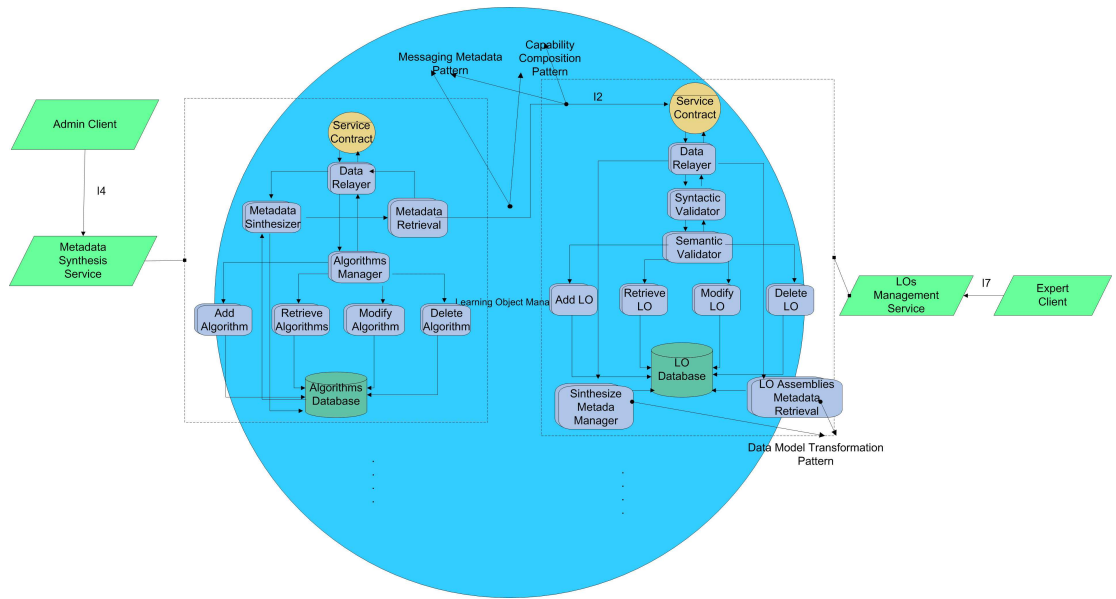 Capability
Composition
Pattern
Messaging Metadata
Pattern
I2
Service
Contract
Admin Client
Service
Contract
I4
Data
Relayer
Data
Relayer
Metadata
Sinthesizer
Metadata
Retrieval
Syntactic
Validator
Semantic
Validator
Metadata
Synthesis
Service
Algorithms
Manager
I7
LOs
Management
Service
Expert
Client
Add
Algorithm
Retrieve
Algorithms
Modify
Algorithm
Delete
Algorithm
Learning Object Mana
Add LO
Retrieve
LO
Modify
LO
Delete
LO
Algorithms
Database
LO
Database
Sinthesize
Metada
Manager
LO Assemblies
Metadata
Retrieval
Data Model Transformation
Pattern